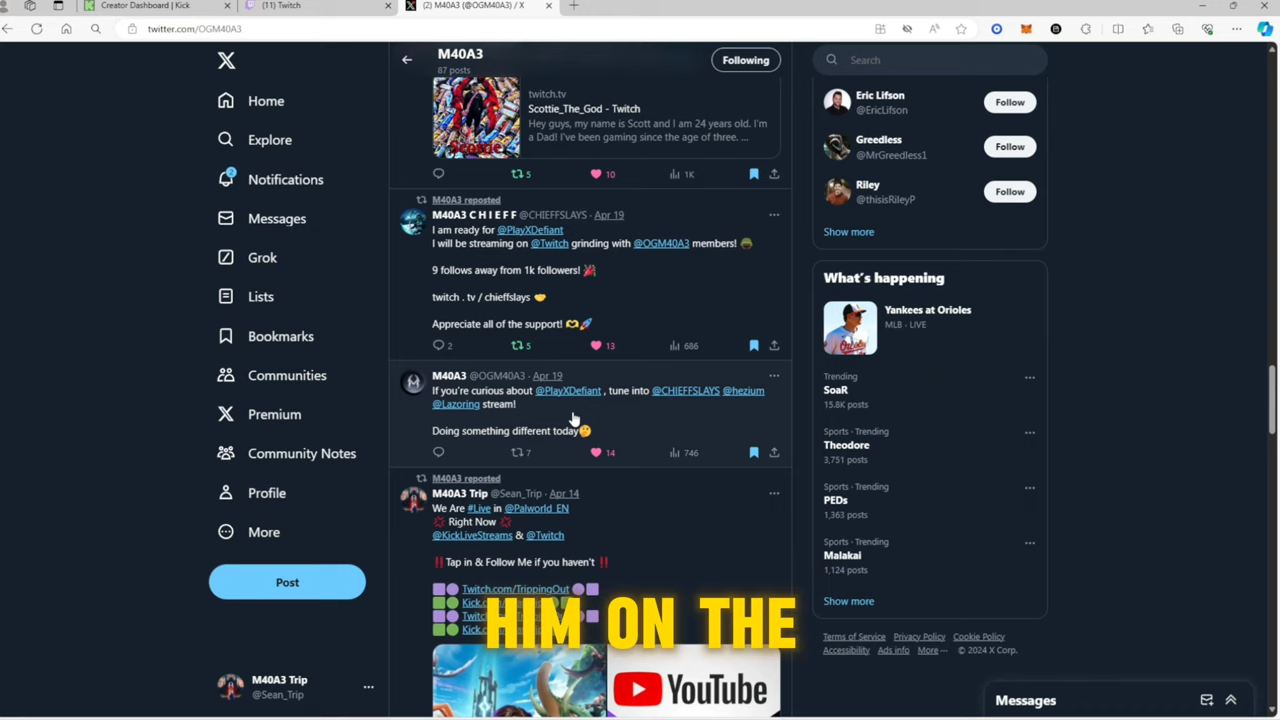 Creator Dashboard | Kick
(11) Twitch
(2) M40A3 (@OGM40A3) / X
twitter.com/OGM40A3
Home
Explore
2
Notifications
Messages
Grok
Lists
Bookmarks
Communities
Premium
Community Notes
Profile
More
Post
M40A3 Trip
@Sean_Trip
M40A3
87 posts
Following
Scottie
twitch.tv
Scottie_The_God - Twitch
Hey guys, my name is Scott and I am 24 years old. I'm
a Dad! I've been gaming since the age of three. ...
5 10 1K
M40A3 reposted
M40A3 C H I E F F @CHIEFFSLAYS · Apr 19
I am ready for @PlayXDefiant
I will be streaming on @Twitch grinding with @OGM40A3 members!
9 follows away from 1k followers!
twitch . tv / chieffslays
Appreciate all of the support!
2 5 13 686
M40A3 @OGM40A3 · Apr 19
If you're curious about @PlayXDefiant , tune into @CHIEFFSLAYS @hezium
@Lazoring stream!
Doing something different today
7 14 746
M40A3 reposted
M40A3 Trip @Sean_Trip · Apr 14
We Are #Live in @Palworld_EN
Right Now
@KickLiveStreams & @Twitch
Tap in & Follow Me if you haven't
Twitch.com/TrippingOut
Kick.c
Twitc
Kick.
HIM ON THE
YouTube
Search
Eric Lifson
@EricLifson
Follow
Greedless
@MrGreedless1
Follow
Riley
@thisisRileyP
Follow
Show more
What's happening
Yankees at Orioles
MLB · LIVE
Trending
SoaR
15.8K posts
Sports · Trending
Theodore
3,751 posts
Sports · Trending
PEDs
1,363 posts
Sports · Trending
Malakai
1,124 posts
Show more
Terms of Service Privacy Policy Cookie Policy
Accessibility Ads info More ··· © 2024 X Corp.
Messages